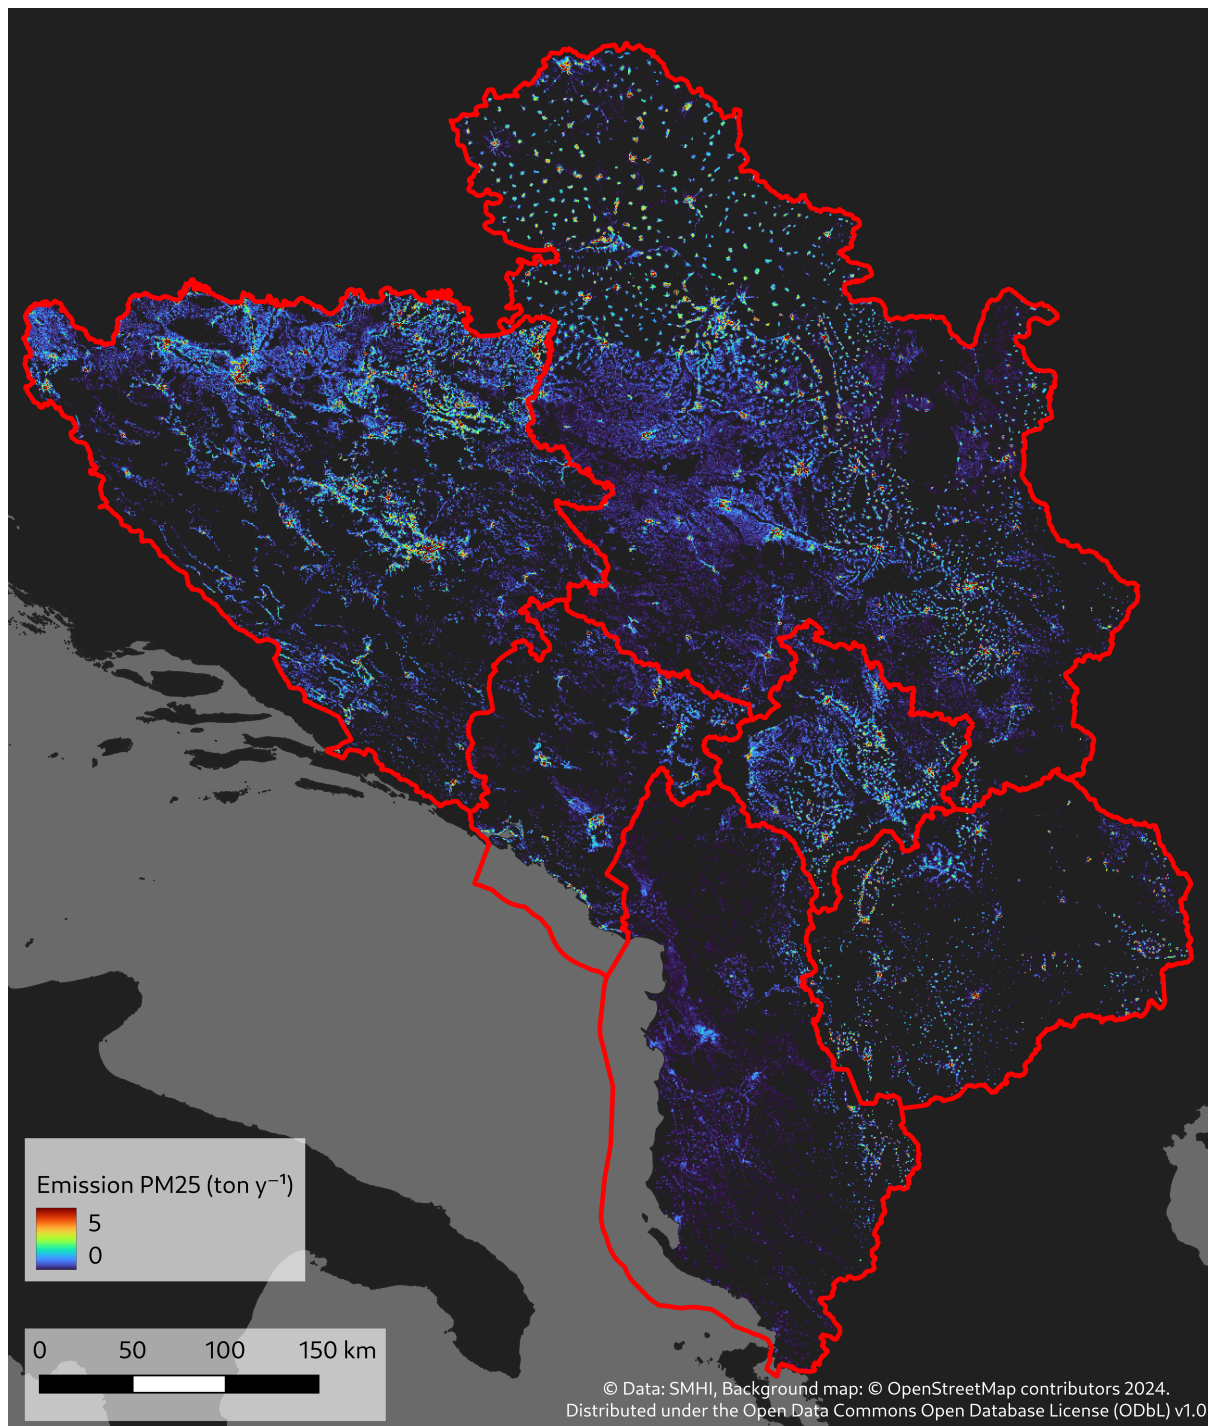 Emission PM25 (ton y⁻¹)
5
0
0 50 100 150 km
© Data: SMHI, Background map: © OpenStreetMap contributors 2024.
Distributed under the Open Data Commons Open Database License (ODbL) v1.0